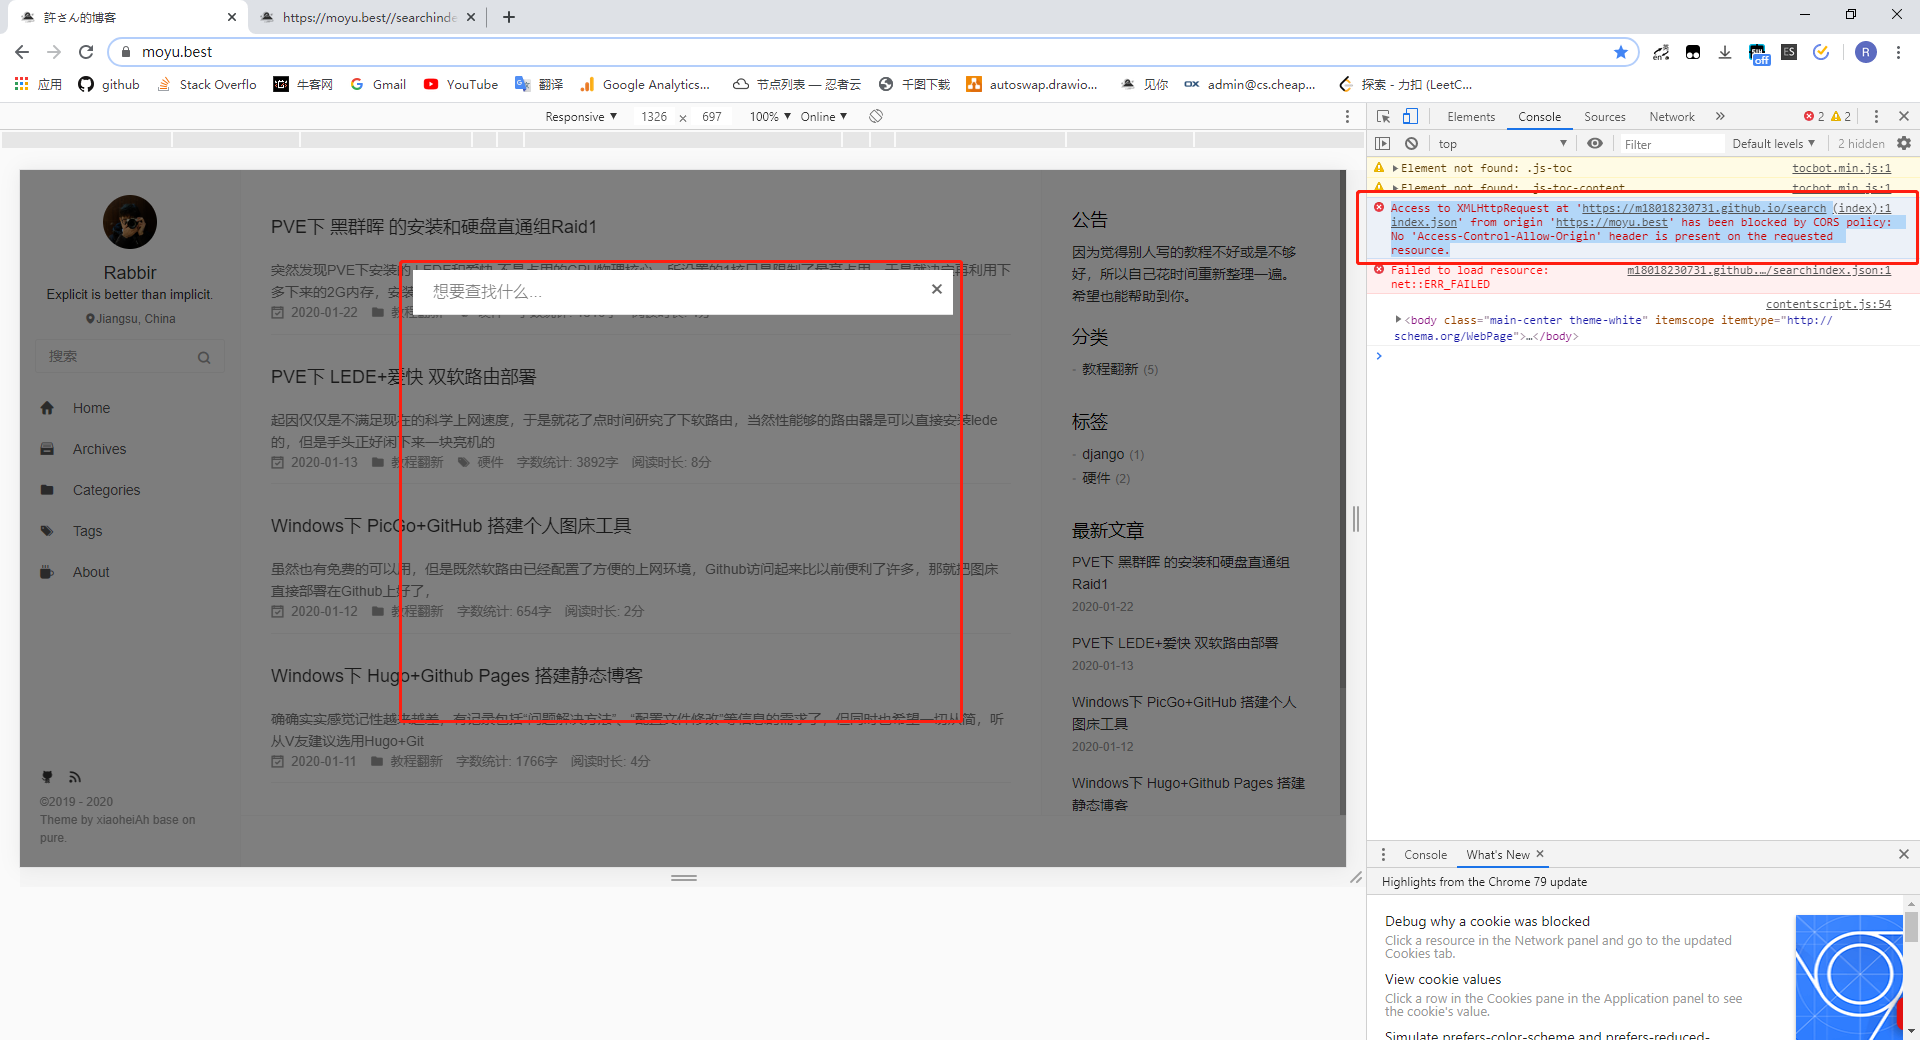 許さん的博客
https://moyu.best//searchinde
moyu.best
off
ES
R
应用
github
Stack Overflo
牛客网
Gmail
YouTube
翻译
Google Analytics...
节点列表 — 忍者云
千图下载
autoswap.drawio...
见你
admin@cs.cheap...
探索 - 力扣 (LeetC...
Responsive
1326
697
100%
Online
Rabbir
Explicit is better than implicit.
Jiangsu, China
搜索
Home
Archives
Categories
Tags
About
©2019 - 2020
Theme by xiaoheiAh base on
pure.
PVE下 黑群晖 的安装和硬盘直通组Raid1
多下来的2G内存，安装
想要查找什么...
2020-01-22
PVE下 LEDE+爱快 双软路由部署
起因仅仅是不满足现在的科学上网速度，于是就花了点时间研究了下软路由，当然性能够的路由器是可以直接安装lede
的，但是手头正好闲下来一块亮机的
2020-01-13 教程翻新 硬件 字数统计: 3892字 阅读时长: 8分
Windows下 PicGo+GitHub 搭建个人图床工具
虽然也有免费的可以用，但是既然软路由已经配置了方便的上网环境，Github访问起来比以前便利了许多，那就把图床
直接部署在Github上好了，
2020-01-12 教程翻新 字数统计: 654字 阅读时长: 2分
Windows下 Hugo+Github Pages 搭建静态博客
确确实实感觉记性越来越差，有记录包括“问题解决方法”、“配置文件修改”等信息的需求了，但同时也希望一切从简，听
从V友建议选用Hugo+Git
2020-01-11 教程翻新 字数统计: 1766字 阅读时长: 4分
公告
因为觉得别人写的教程不好或是不够
好，所以自己花时间重新整理一遍。
希望也能帮助到你。
分类
- 教程翻新 (5)
标签
- django (1)
- 硬件 (2)
最新文章
PVE下 黑群晖 的安装和硬盘直通组
Raid1
2020-01-22
PVE下 LEDE+爱快 双软路由部署
2020-01-13
Windows下 PicGo+GitHub 搭建个人
图床工具
2020-01-12
Windows下 Hugo+Github Pages 搭建
静态博客
Elements
Console
Sources
Network
2
2
top
Filter
Default levels
2 hidden
Element not found: .js-toc tocbot.min.js:1
Element not found: .js-toc-content tocbot.min.js:1
Access to XMLHttpRequest at 'https://m18018230731.github.io/search (index):1
index.json' from origin 'https://moyu.best' has been blocked by CORS policy:
No 'Access-Control-Allow-Origin' header is present on the requested
resource.
Failed to load resource: m18018230731.github.…/searchindex.json:1
net::ERR_FAILED
contentscript.js:54
<body class="main-center theme-white" itemscope itemtype="http://
schema.org/WebPage">…</body>
Console
What's New
Highlights from the Chrome 79 update
Debug why a cookie was blocked
Click a resource in the Network panel and go to the updated
Cookies tab.
View cookie values
Click a row in the Cookies pane in the Application panel to see
the cookie's value.
Simulate prefers-color-scheme and prefers-reduced-